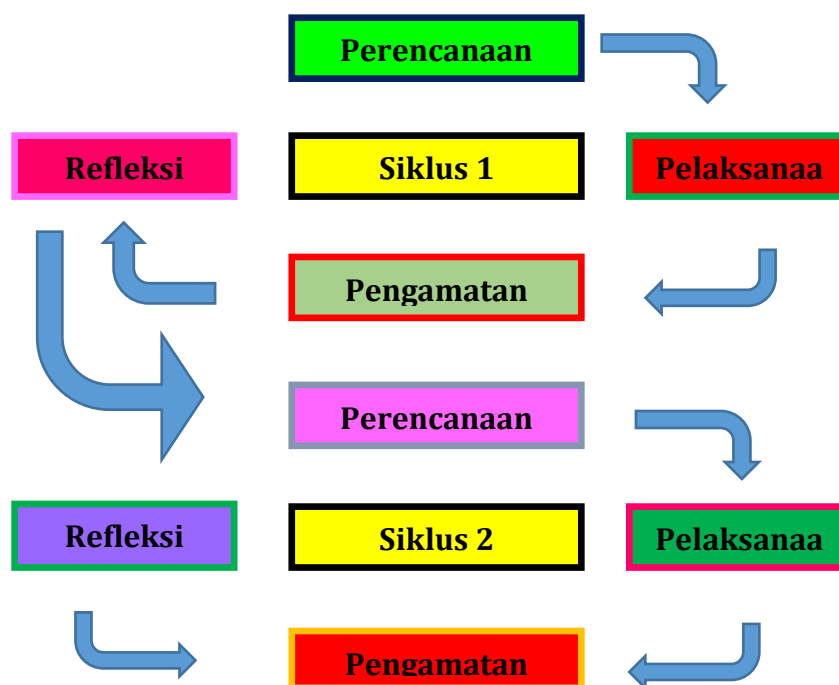 Perencanaan
Refleksi
Siklus 1
Pelaksanaa
Pengamatan
Perencanaan
Refleksi
Siklus 2
Pelaksanaa
Pengamatan